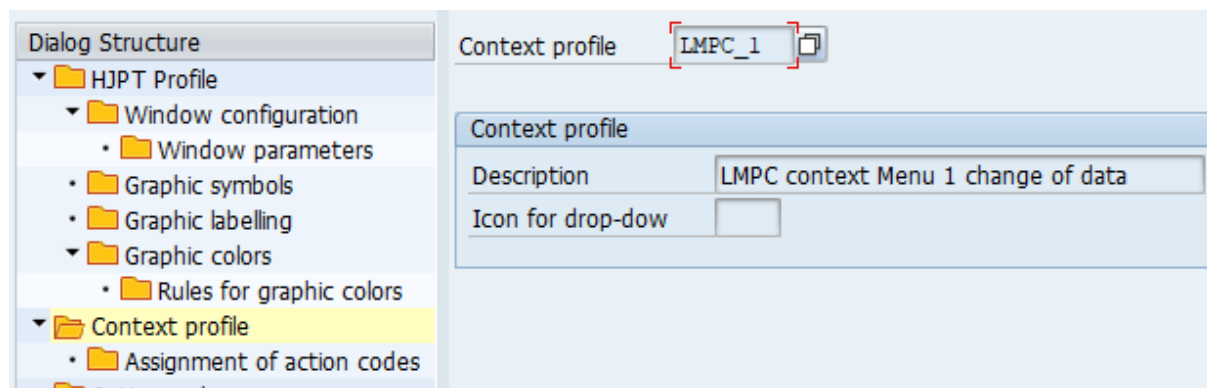 Dialog Structure
HJPT Profile
Window configuration
Window parameters
Graphic symbols
Graphic labelling
Graphic colors
Rules for graphic colors
Context profile
Assignment of action codes
Context profile LMPC_1
Context profile
Description LMPC context Menu 1 change of data
Icon for drop-dow